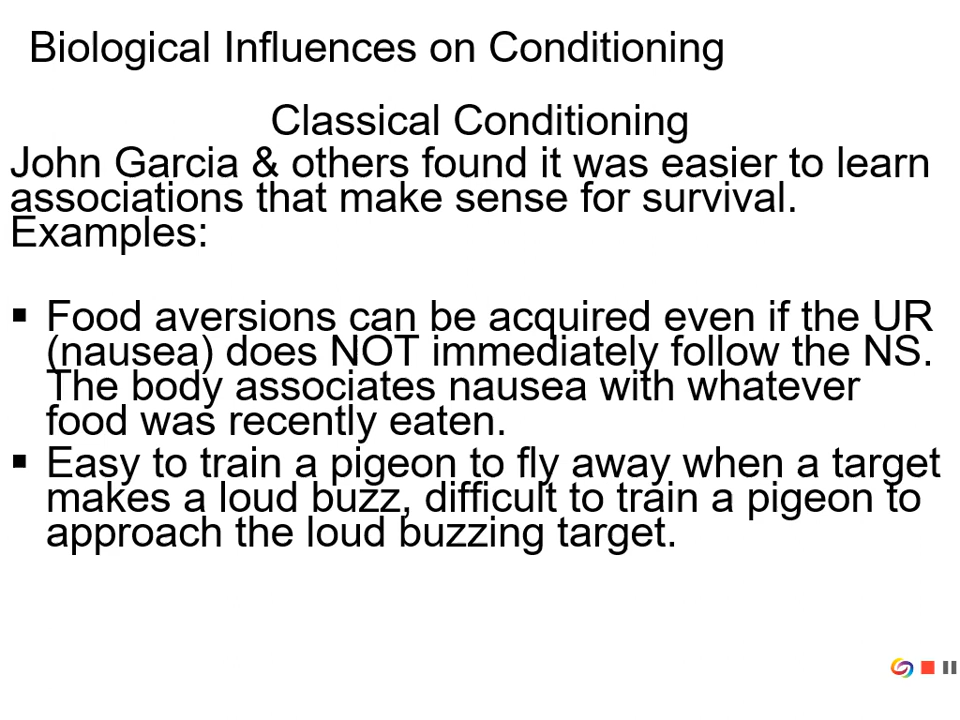 Biological Influences on Conditioning
Classical Conditioning
John Garcia & others found it was easier to learn
associations that make sense for survival.
Examples:
▪ Food aversions can be acquired even if the UR
(nausea) does NOT immediately follow the NS.
The body associates nausea with whatever
food was recently eaten.
▪ Easy to train a pigeon to fly away when a target
makes a loud buzz, difficult to train a pigeon to
approach the loud buzzing target.